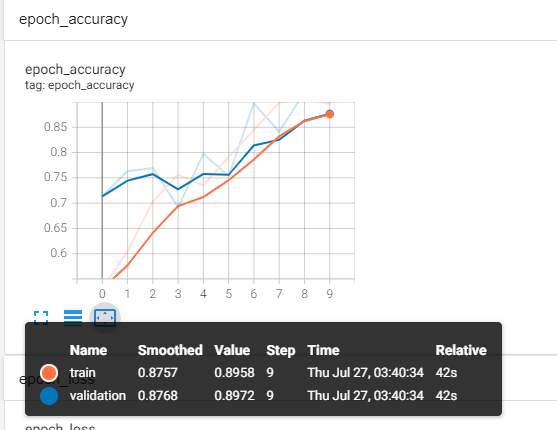 epoch_accuracy
epoch_accuracy
tag: epoch_accuracy
0.85
0.8
0.75
0.7
0.65
0.6
0 1 2 3 4 5 6 7 8 9
Name Smoothed Value Step Time Relative
train 0.8757 0.8958 9 Thu Jul 27, 03:40:34 42s
validation 0.8768 0.8972 9 Thu Jul 27, 03:40:34 42s
epoch_loss
epoch_loss